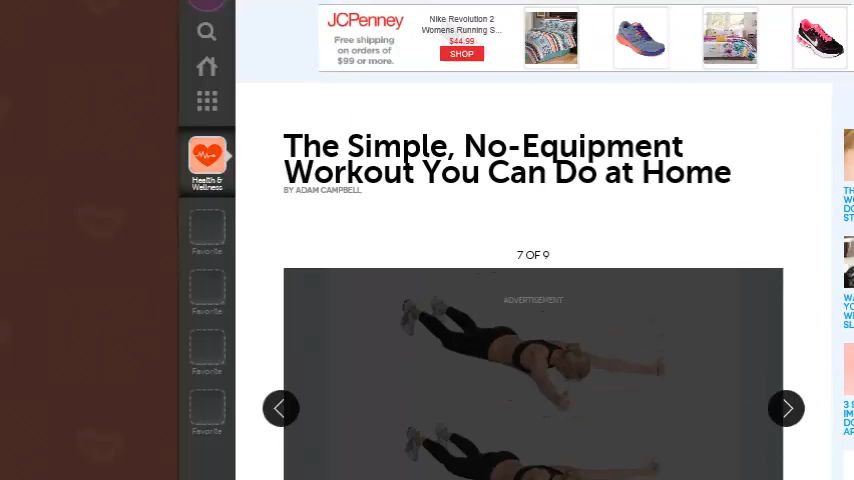 JCPenney
Free shipping
on orders of
$99 or more.
Nike Revolution 2
Womens Running S...
$44.99
SHOP
The Simple, No-Equipment
Workout You Can Do at Home
BY ADAM CAMPBELL
Health &
Wellness
7 OF 9
Favorite
ADVERTISEMENT
Favorite
Favorite
Favorite